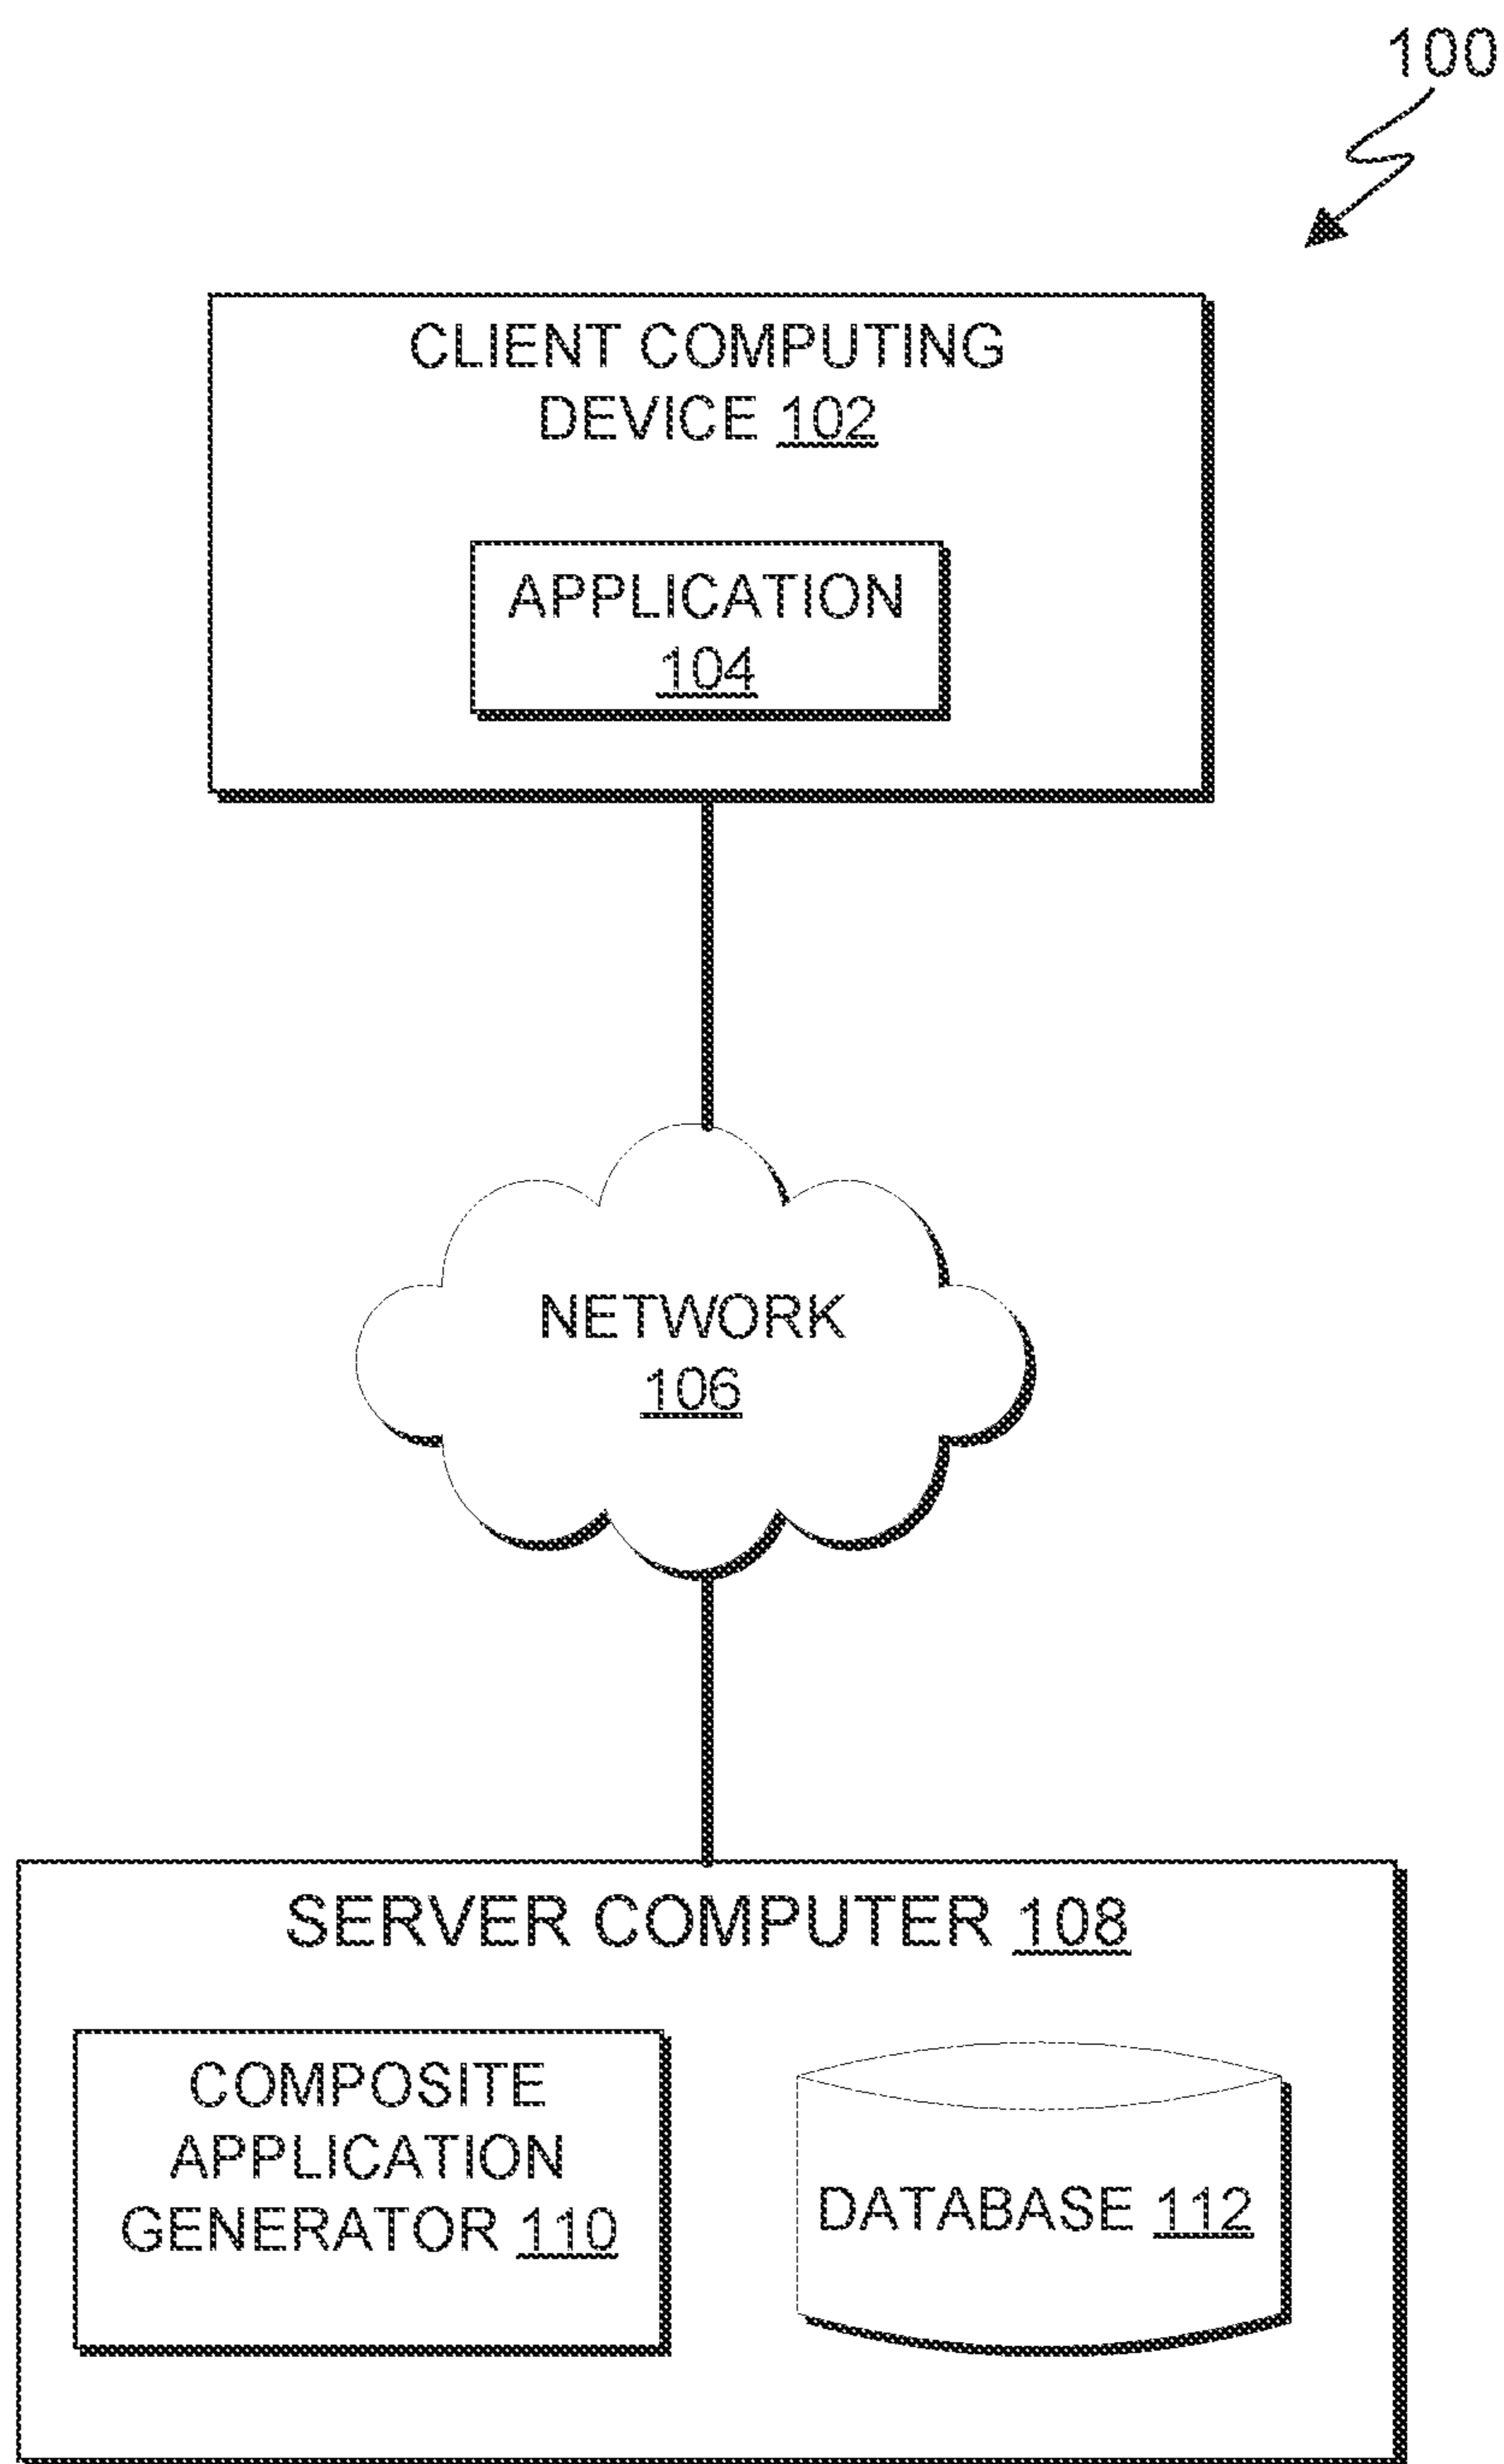 100
CLIENT COMPUTING
DEVICE 102
APPLICATION
104
NETWORK
106
SERVER COMPUTER 108
COMPOSITE
APPLICATION
GENERATOR 110
DATABASE 112